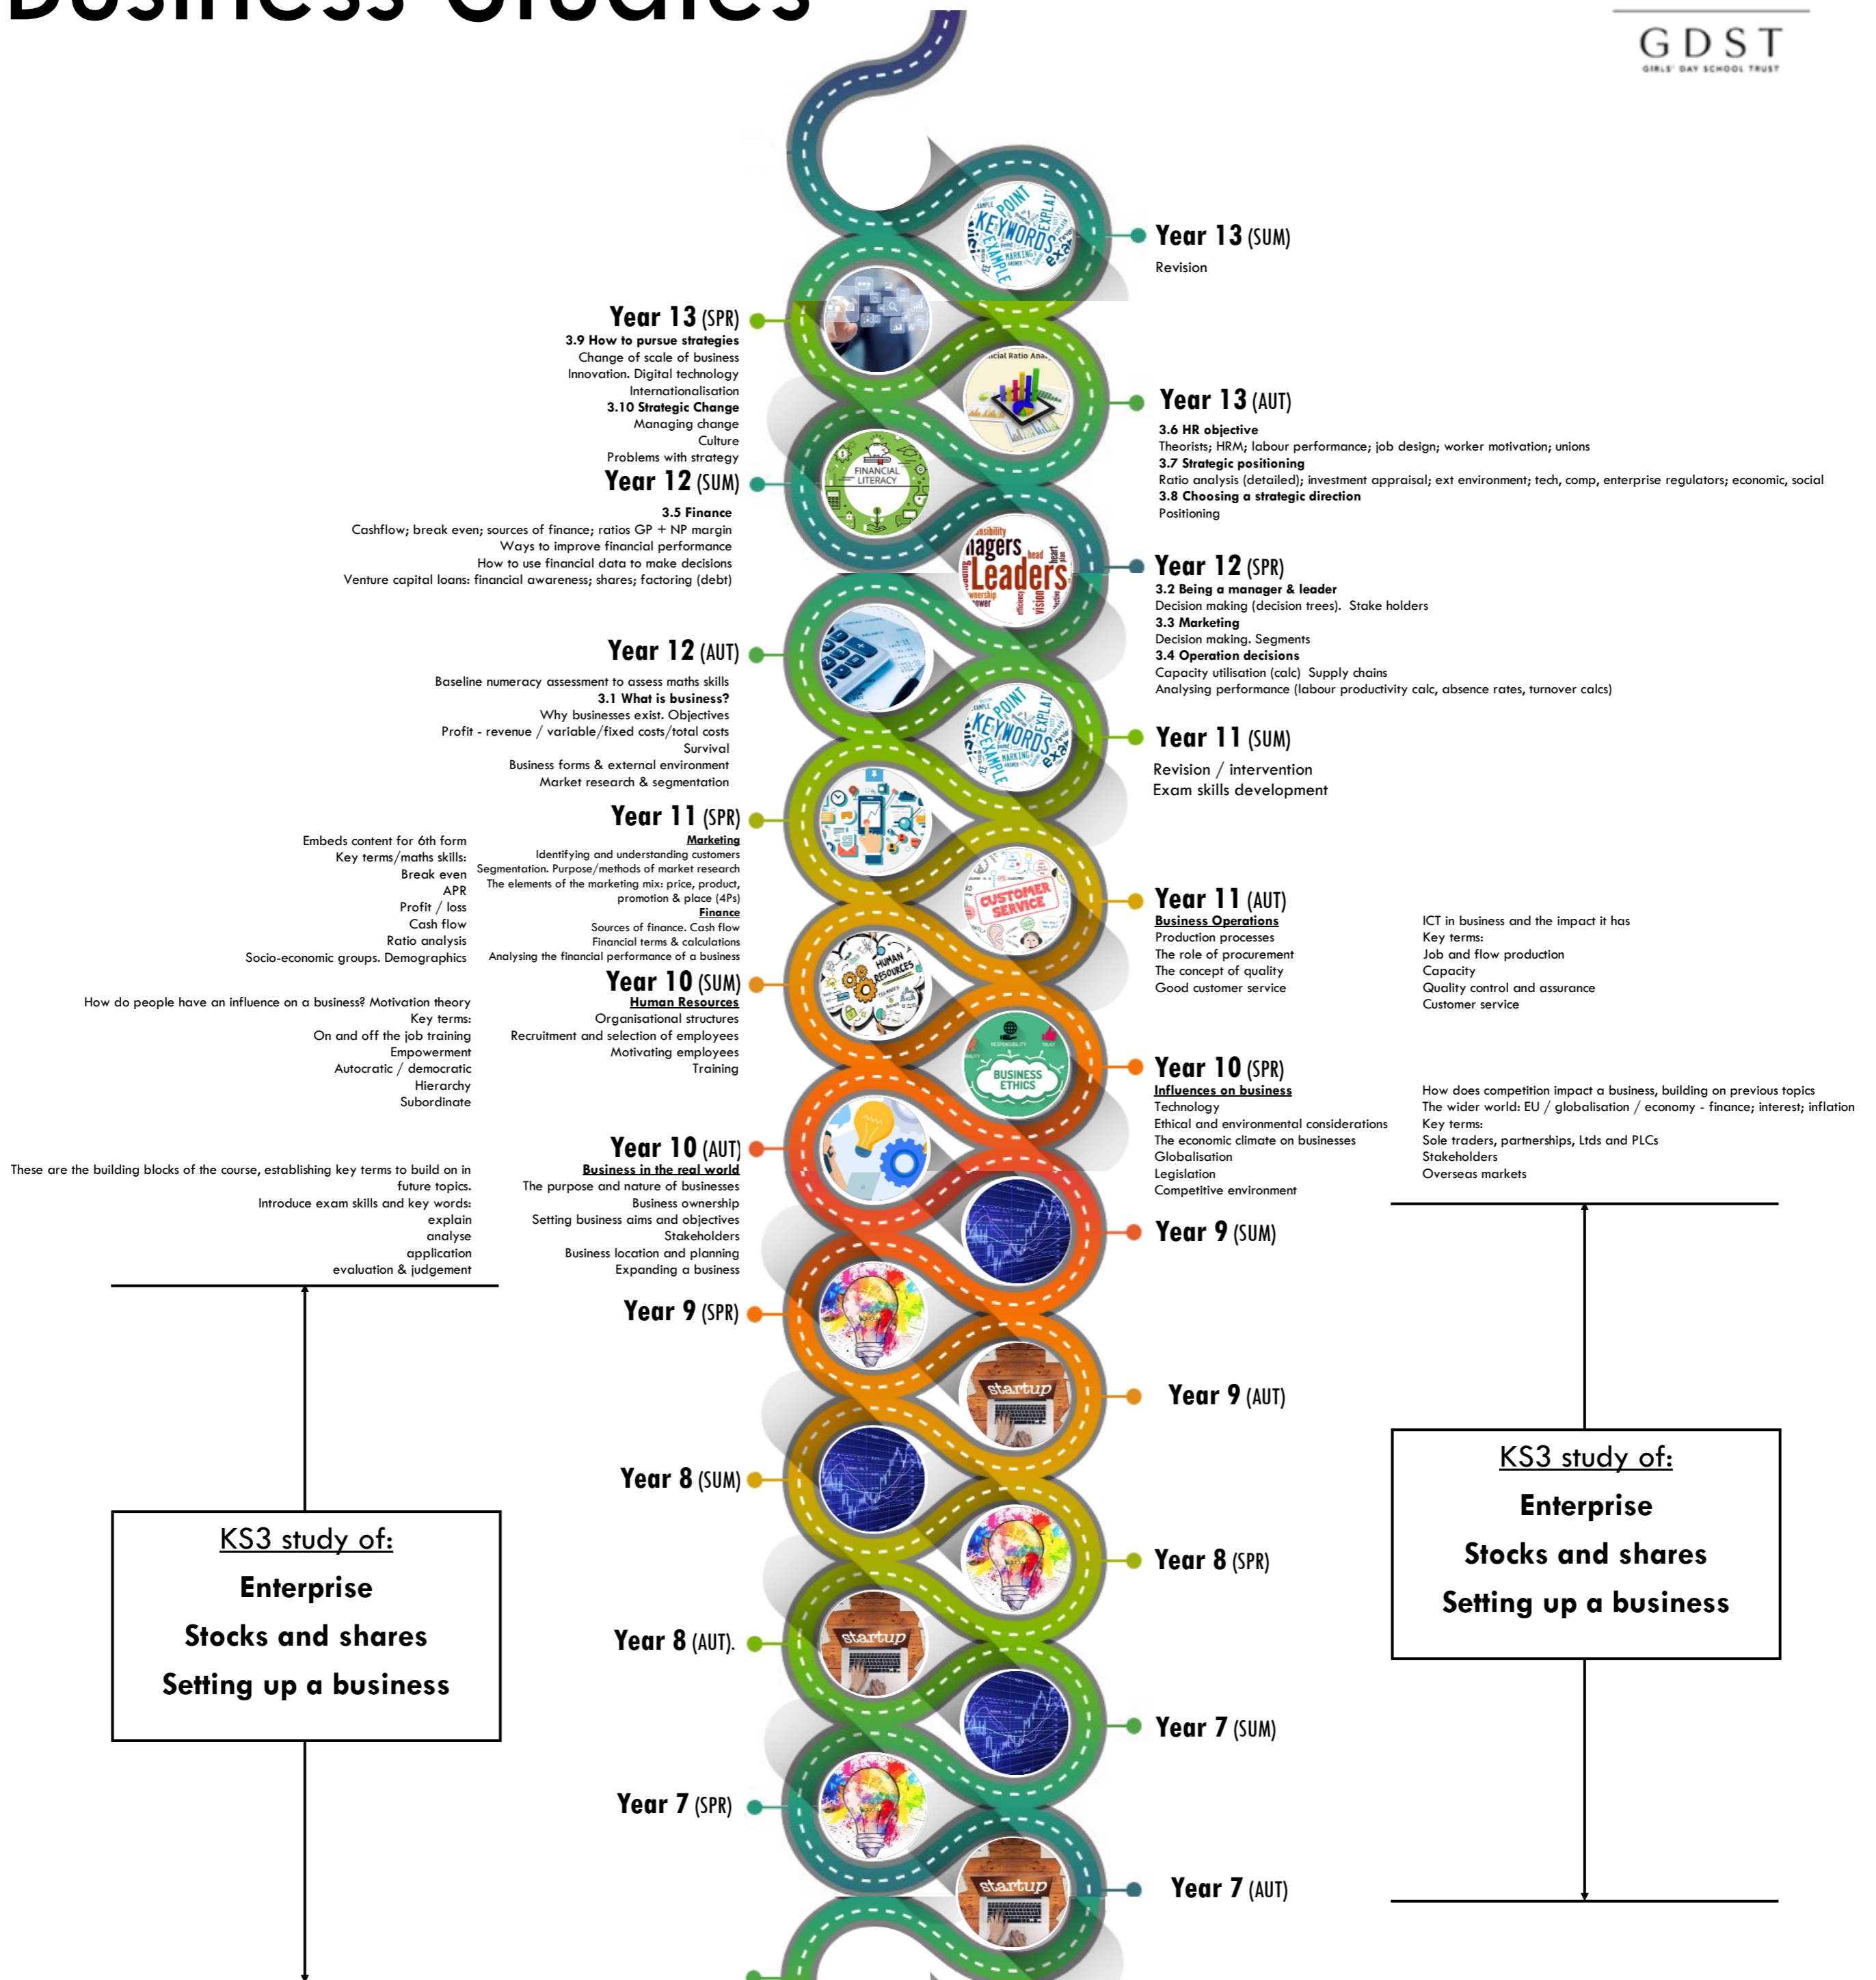 Business Studies
GDST
GIRLS' DAY SCHOOL TRUST
Year 13 (SUM)
Revision
Year 13 (SPR)
3.9 How to pursue strategies
Change of scale of business
Innovation. Digital technology
Internationalisation
3.10 Strategic Change
Managing change
Culture
Problems with strategy
Year 13 (AUT)
3.6 HR objective
Theorists; HRM; labour performance; job design; worker motivation; unions
3.7 Strategic positioning
Ratio analysis (detailed); investment appraisal; ext environment; tech, comp, enterprise regulators; economic, social
3.8 Choosing a strategic direction
Positioning
Year 12 (SUM)
3.5 Finance
Cashflow; break even; sources of finance; ratios GP + NP margin
Ways to improve financial performance
How to use financial data to make decisions
Venture capital loans: financial awareness; shares; factoring (debt)
Year 12 (SPR)
3.2 Being a manager & leader
Decision making (decision trees).  Stake holders
3.3 Marketing
Decision making. Segments
3.4 Operation decisions
Capacity utilisation (calc)  Supply chains
Analysing performance (labour productivity calc, absence rates, turnover calcs)
Year 12 (AUT)
Baseline numeracy assessment to assess maths skills
3.1 What is business?
Why businesses exist. Objectives
Profit - revenue / variable/fixed costs/total costs
Survival
Business forms & external environment
Market research & segmentation
Year 11 (SUM)
Revision / intervention
Exam skills development
Year 11 (SPR)
Marketing
Identifying and understanding customers
Segmentation. Purpose/methods of market research
The elements of the marketing mix: price, product,
promotion & place (4Ps)
Finance
Sources of finance. Cash flow
Financial terms & calculations
Analysing the financial performance of a business
Embeds content for 6th form
Key terms/maths skills:
Break even
APR
Profit / loss
Cash flow
Ratio analysis
Socio-economic groups. Demographics
Year 11 (AUT)
Business Operations
Production processes
The role of procurement
The concept of quality
Good customer service
ICT in business and the impact it has
Key terms:
Job and flow production
Capacity
Quality control and assurance
Customer service
Year 10 (SUM)
Human Resources
Organisational structures
Recruitment and selection of employees
Motivating employees
Training
How do people have an influence on a business? Motivation theory
Key terms:
On and off the job training
Empowerment
Autocratic / democratic
Hierarchy
Subordinate
Year 10 (SPR)
Influences on business
Technology
Ethical and environmental considerations
The economic climate on businesses
Globalisation
Legislation
Competitive environment
How does competition impact a business, building on previous topics
The wider world: EU / globalisation / economy - finance; interest; inflation
Key terms:
Sole traders, partnerships, Ltds and PLCs
Stakeholders
Overseas markets
Year 10 (AUT)
Business in the real world
The purpose and nature of businesses
Business ownership
Setting business aims and objectives
Stakeholders
Business location and planning
Expanding a business
These are the building blocks of the course, establishing key terms to build on in
future topics.
Introduce exam skills and key words:
explain
analyse
application
evaluation & judgement
Year 9 (SUM)
Year 9 (SPR)
Year 9 (AUT)
Year 8 (SUM)
Year 8 (SPR)
Year 8 (AUT).
Year 7 (SUM)
Year 7 (SPR)
Year 7 (AUT)
KS3 study of:
Enterprise
Stocks and shares
Setting up a business
KS3 study of:
Enterprise
Stocks and shares
Setting up a business
POINT
KEYWORDS
EXAMPLE
MARKING
FINANCIAL
LITERACY
Leaders
head
vision
efficiency
POINT
KEYWORDS
EXAMPLE
MARKING
CUSTOMER
SERVICE
HUMAN
RESOURCES
RESPONSIBILITY
TRUST
BUSINESS
ETHICS
startup
startup
startup